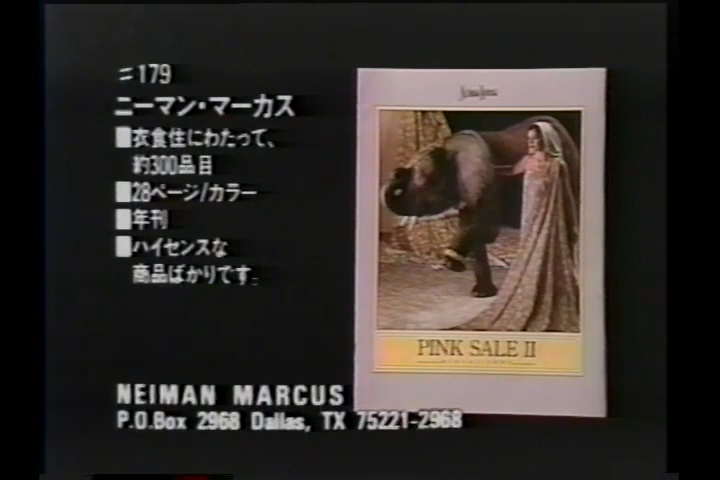 #179
ニーマン・マーカス
■衣食住にわたって、
約300品目
■28ページ/カラー
■年刊
■ハイセンスな
商品ばかりです。
PINK SALE II
NEIMAN MARCUS
P.O.Box 2968 Dallas, TX 75221-2968